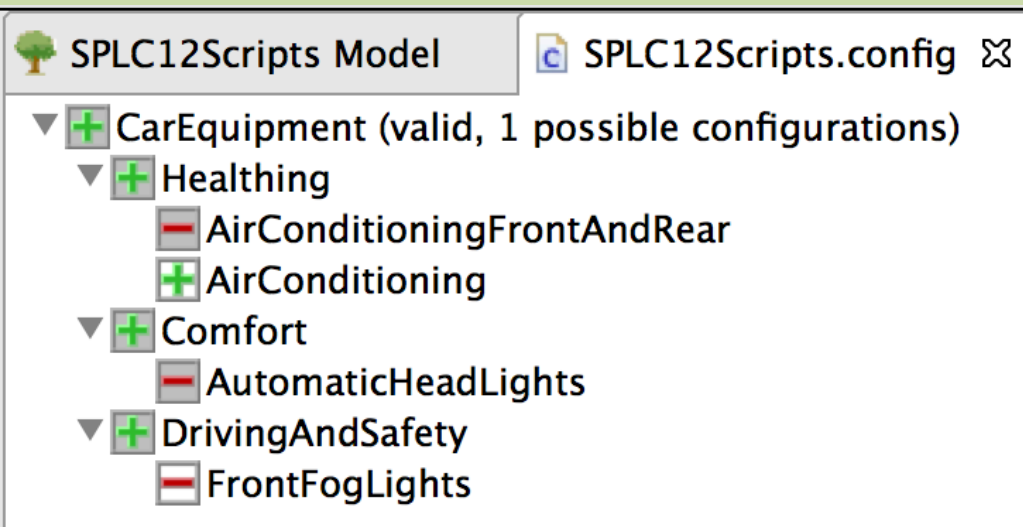 SPLC12Scripts Model SPLC12Scripts.config
CarEquipment (valid, 1 possible configurations)
Healthing
AirConditioningFrontAndRear
AirConditioning
Comfort
AutomaticHeadLights
DrivingAndSafety
FrontFogLights